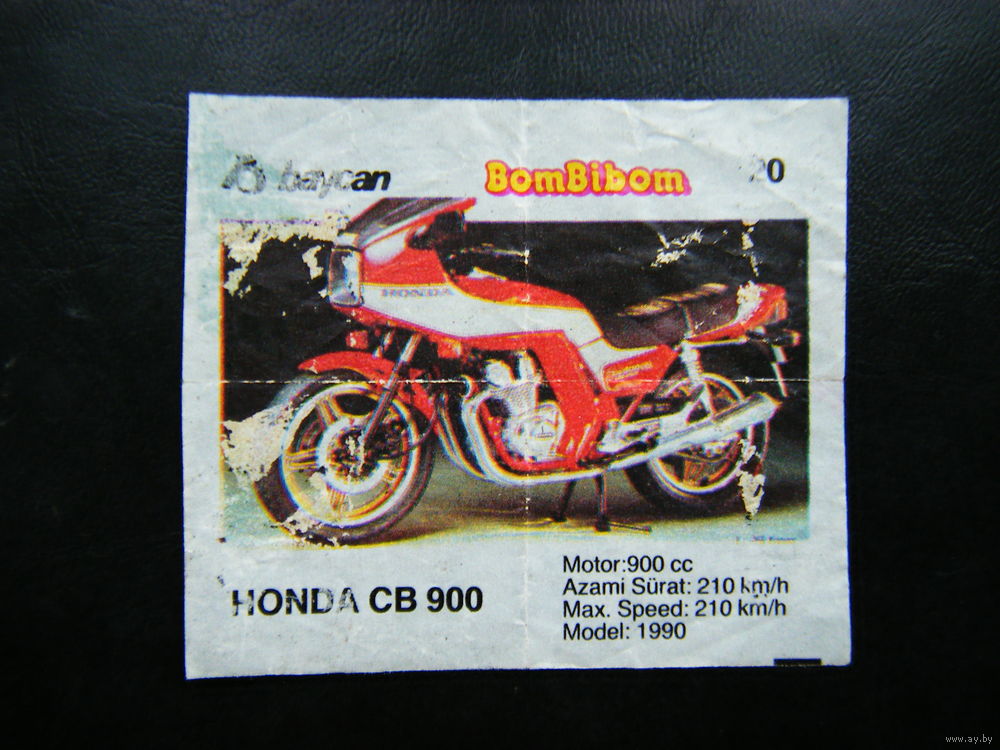 baycan BomBibom 20
HONDA
HONDA CB 900
Motor:900 cc
Azami Sürat: 210 km/h
Max. Speed: 210 km/h
Model: 1990
www.ay.by